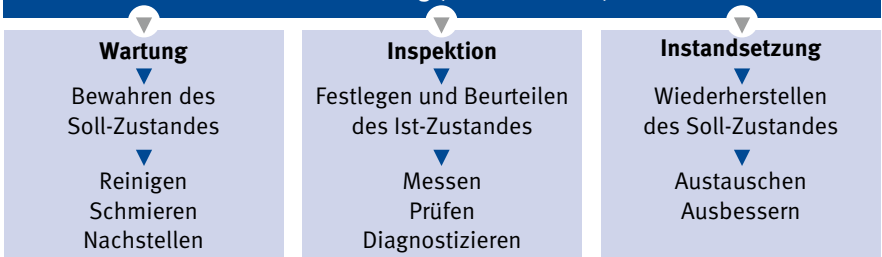 Wartung
Bewahren des
Soll-Zustandes
Reinigen
Schmieren
Nachstellen
Inspektion
Festlegen und Beurteilen
des Ist-Zustandes
Messen
Prüfen
Diagnostizieren
Instandsetzung
Wiederherstellen
des Soll-Zustandes
Austauschen
Ausbessern